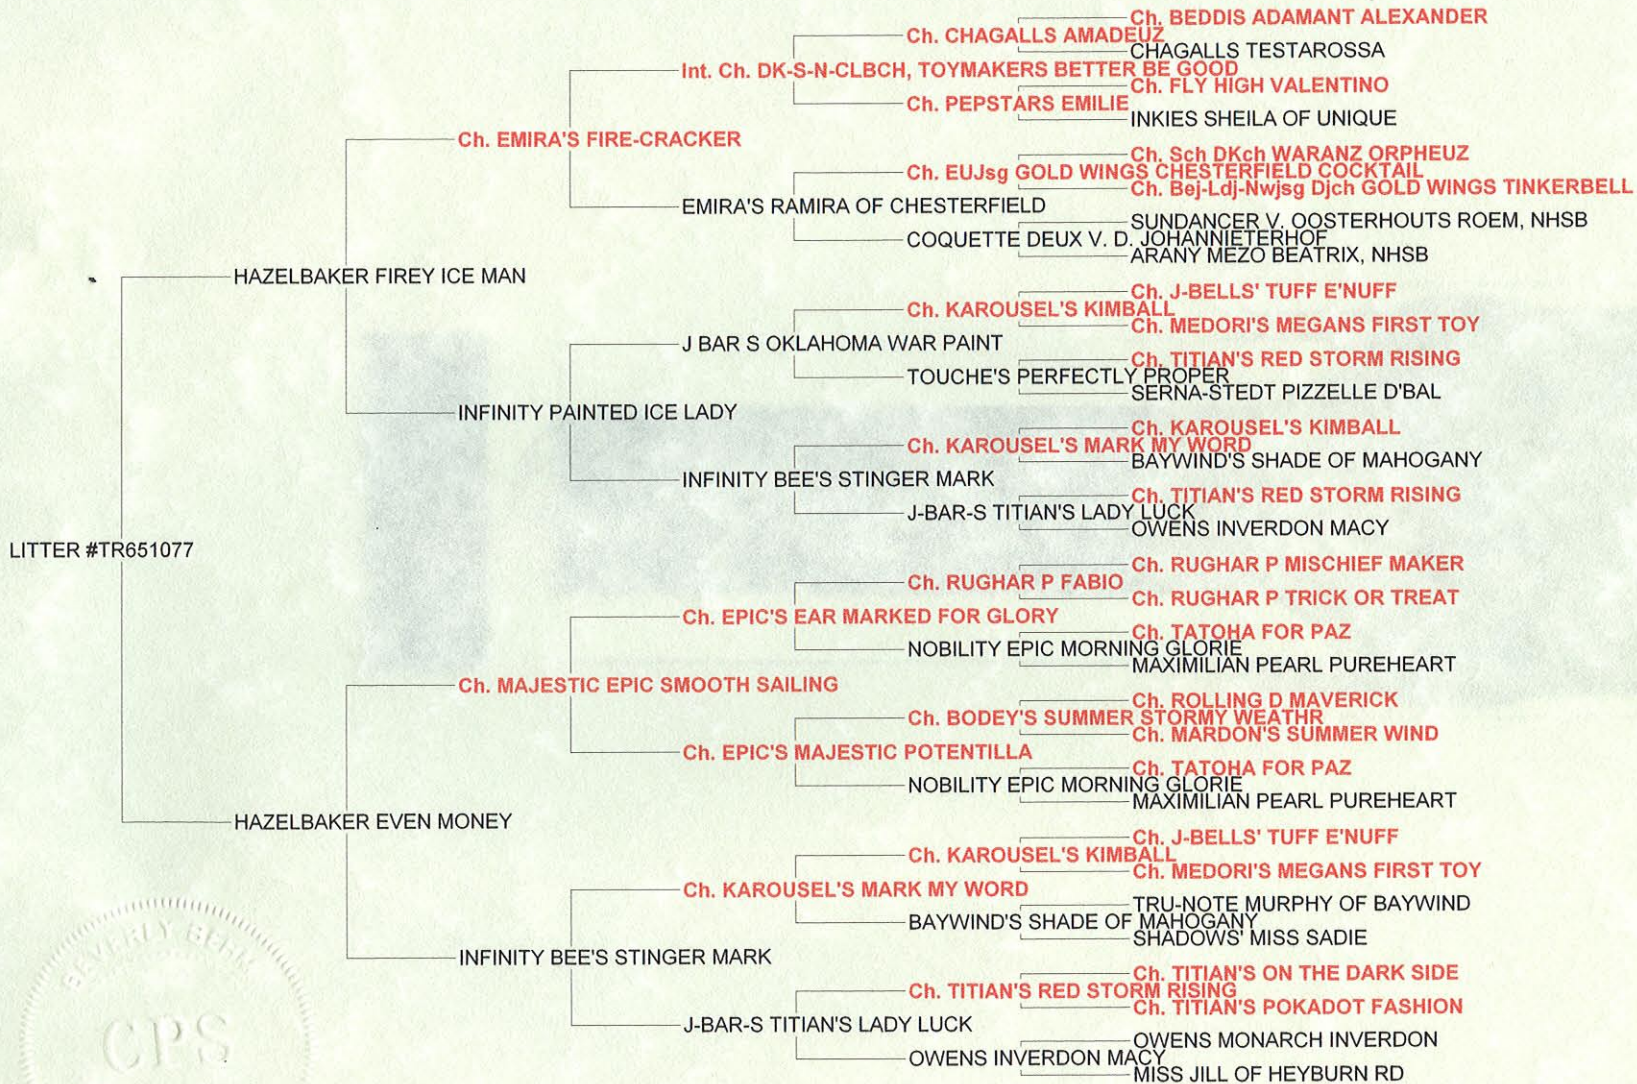 Ch. BEDDIS ADAMANT ALEXANDER
Ch. CHAGALLS AMADEUZ
CHAGALLS TESTAROSSA
Int. Ch. DK-S-N-CLBCH, TOYMAKERS BETTER BE GOOD
Ch. FLY HIGH VALENTINO
Ch. PEPSTARS EMILIE
INKIES SHEILA OF UNIQUE
Ch. EMIRA'S FIRE-CRACKER
Ch. Sch DKch WARANZ ORPHEUZ
Ch. EUJsg GOLD WINGS CHESTERFIELD COCKTAIL
Ch. Bej-Ldj-Nwjsg Djch GOLD WINGS TINKERBELL
EMIRA'S RAMIRA OF CHESTERFIELD
SUNDANCER V. OOSTERHOUTS ROEM, NHSB
COQUETTE DEUX V. D. JOHANNIETERHOF
ARANY MEZO BEATRIX, NHSB
HAZELBAKER FIREY ICE MAN
Ch. J-BELLS' TUFF E'NUFF
Ch. KAROUSEL'S KIMBALL
Ch. MEDORI'S MEGANS FIRST TOY
J BAR S OKLAHOMA WAR PAINT
Ch. TITIAN'S RED STORM RISING
TOUCHE'S PERFECTLY PROPER
SERNA-STEDT PIZZELLE D'BAL
INFINITY PAINTED ICE LADY
Ch. KAROUSEL'S KIMBALL
Ch. KAROUSEL'S MARK MY WORD
BAYWIND'S SHADE OF MAHOGANY
INFINITY BEE'S STINGER MARK
Ch. TITIAN'S RED STORM RISING
J-BAR-S TITIAN'S LADY LUCK
OWENS INVERDON MACY
LITTER #TR651077
Ch. RUGHAR P MISCHIEF MAKER
Ch. RUGHAR P FABIO
Ch. RUGHAR P TRICK OR TREAT
Ch. EPIC'S EAR MARKED FOR GLORY
Ch. TATOHA FOR PAZ
NOBILITY EPIC MORNING GLORIE
MAXIMILIAN PEARL PUREHEART
Ch. MAJESTIC EPIC SMOOTH SAILING
Ch. ROLLING D MAVERICK
Ch. BODEY'S SUMMER STORMY WEATHR
Ch. MARDON'S SUMMER WIND
Ch. EPIC'S MAJESTIC POTENTILLA
Ch. TATOHA FOR PAZ
NOBILITY EPIC MORNING GLORIE
MAXIMILIAN PEARL PUREHEART
HAZELBAKER EVEN MONEY
Ch. J-BELLS' TUFF E'NUFF
Ch. KAROUSEL'S KIMBALL
Ch. MEDORI'S MEGANS FIRST TOY
Ch. KAROUSEL'S MARK MY WORD
TRU-NOTE MURPHY OF BAYWIND
BAYWIND'S SHADE OF MAHOGANY
SHADOWS' MISS SADIE
INFINITY BEE'S STINGER MARK
Ch. TITIAN'S ON THE DARK SIDE
Ch. TITIAN'S RED STORM RISING
Ch. TITIAN'S POKADOT FASHION
J-BAR-S TITIAN'S LADY LUCK
OWENS MONARCH INVERDON
OWENS INVERDON MACY
MISS JILL OF HEYBURN RD
BEVERLY BEHM
CPS